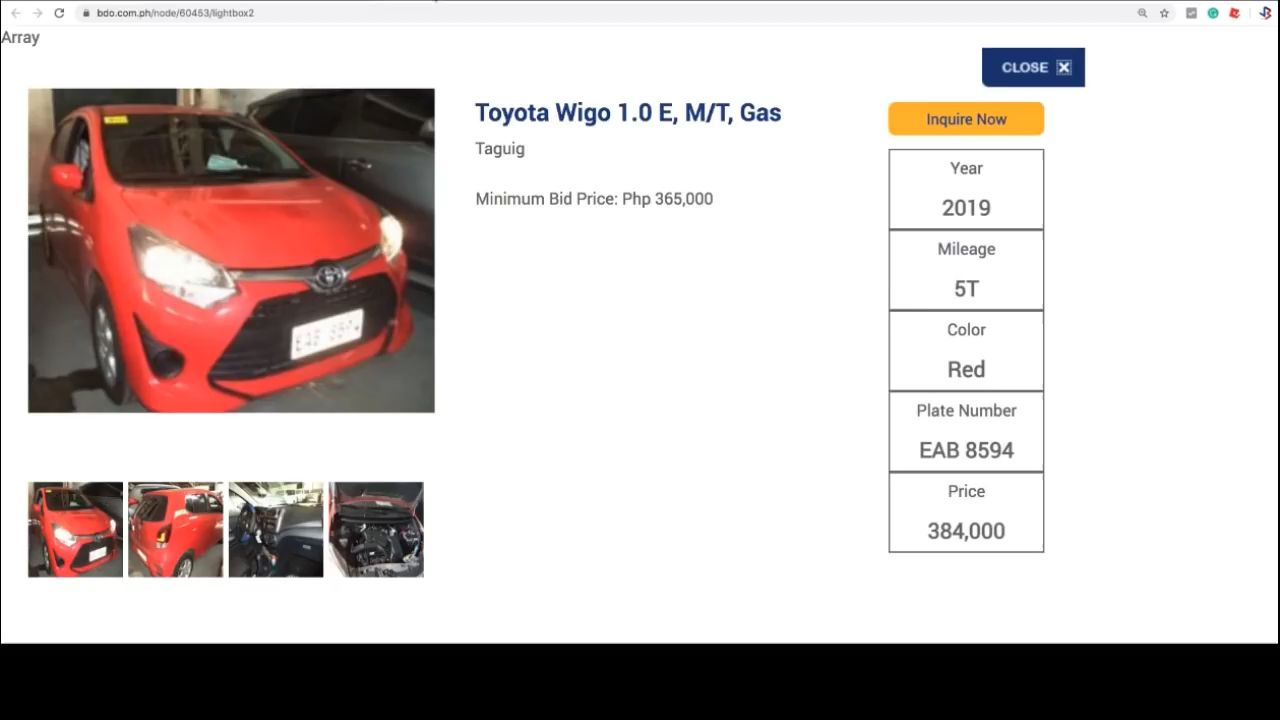 bdo.com.ph/node/60453/lightbox2
Array
CLOSE
Toyota Wigo 1.0 E, M/T, Gas
Taguig
Minimum Bid Price: Php 365,000
Inquire Now
Year
2019
Mileage
5T
Color
Red
Plate Number
EAB 8594
Price
384,000